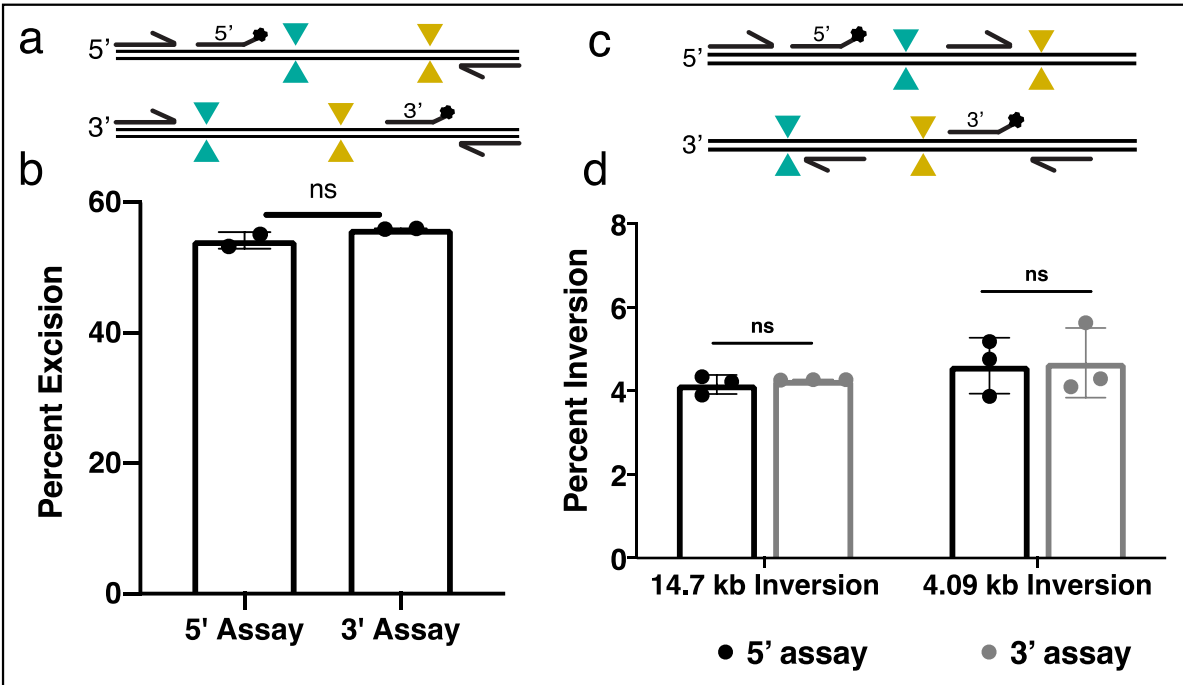 a
5'
5'
3'
3'
b
ns
60
40
20
0
Percent Excision
5' Assay
3' Assay
c
5'
5'
3'
3'
d
8
6
4
2
0
Percent Inversion
ns
ns
14.7 kb Inversion
4.09 kb Inversion
5’ assay
3’ assay